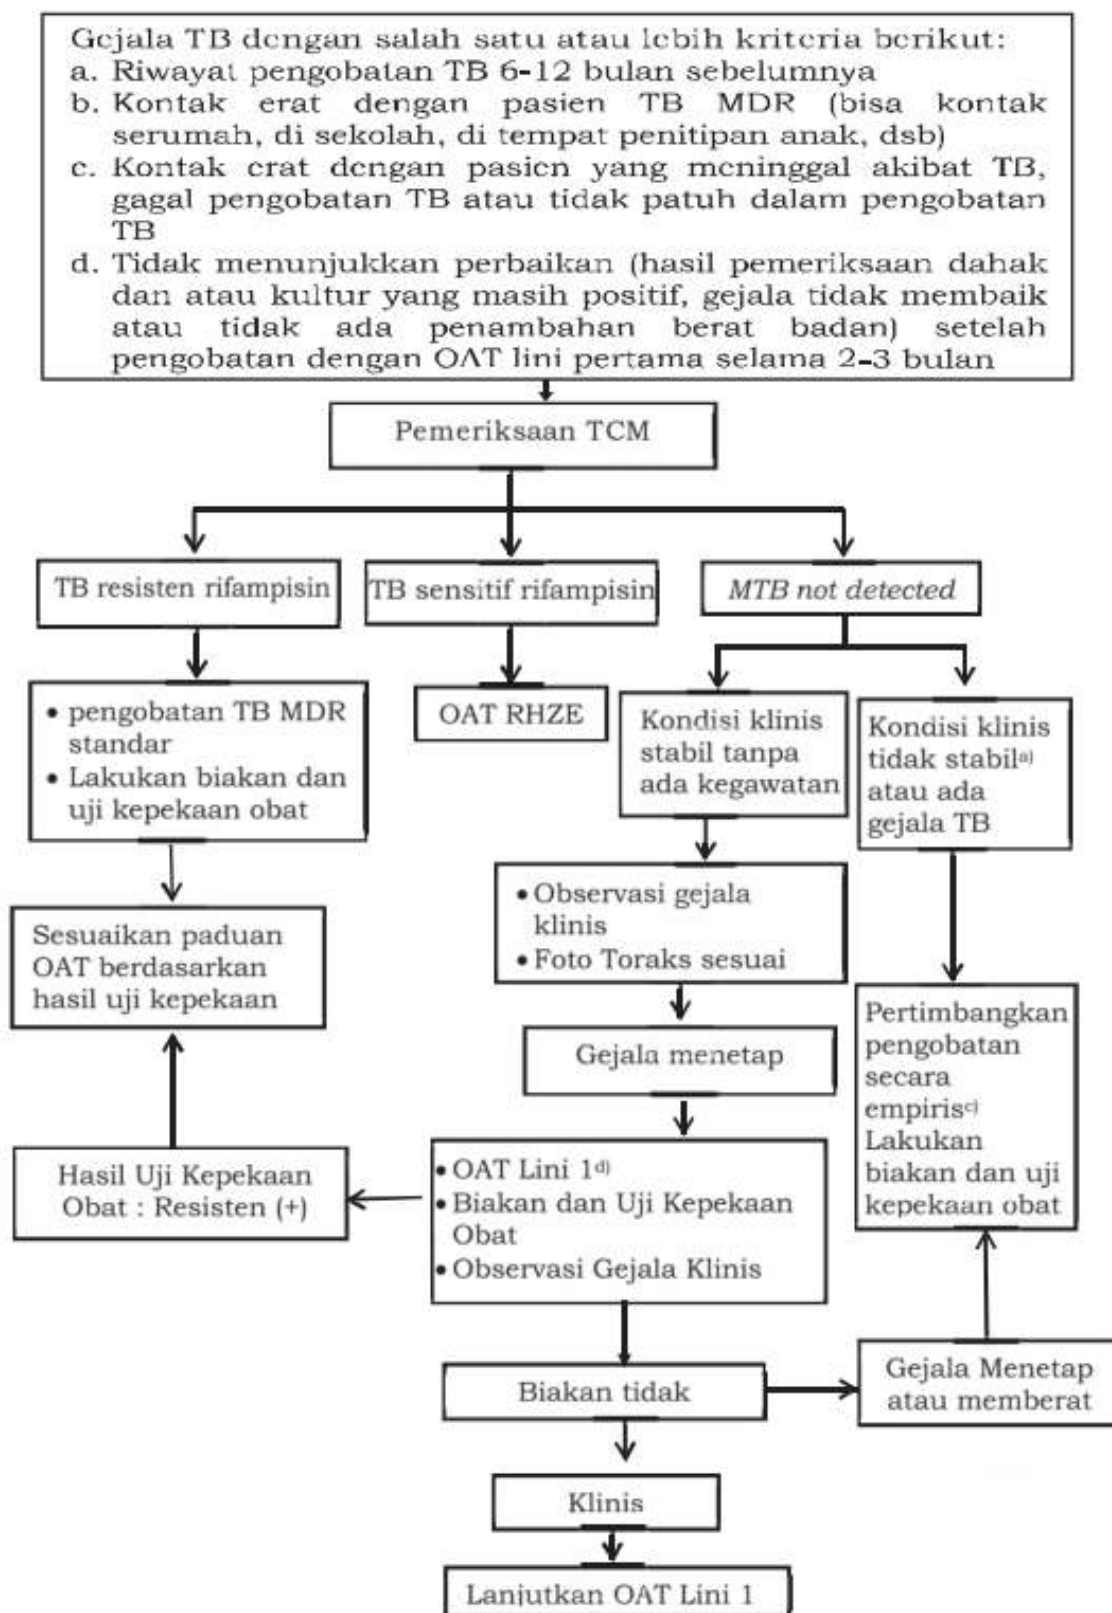 Gejala TB dengan salah satu atau lebih kriteria berikut:
a. Riwayat pengobatan TB 6-12 bulan sebelumnya
b. Kontak erat dengan pasien TB MDR (bisa kontak
serumah, di sekolah, di tempat penitipan anak, dsb)
c. Kontak erat dengan pasien yang meninggal akibat TB,
gagal pengobatan TB atau tidak patuh dalam pengobatan
TB
d. Tidak menunjukkan perbaikan (hasil pemeriksaan dahak
dan atau kultur yang masih positif, gejala tidak membaik
atau tidak ada penambahan berat badan) setelah
pengobatan dengan OAT lini pertama selama 2-3 bulan
Pemeriksaan TCM
TB resisten rifampisin
TB sensitif rifampisin
MTB not detected
• pengobatan TB MDR
standar
• Lakukan biakan dan
uji kepekaan obat
OAT RHZE
Kondisi klinis
stabil tanpa
ada kegawatan
Kondisi klinis
tidak stabil a)
atau ada
gejala TB
• Observasi gejala
klinis
• Foto Toraks sesuai
Sesuaikan paduan
OAT berdasarkan
hasil uji kepekaan
Pertimbangkan
pengobatan
secara
empiris c)
Lakukan
biakan dan uji
kepekaan obat
Gejala menetap
Hasil Uji Kepekaan
Obat : Resisten (+)
• OAT Lini 1 d)
• Biakan dan Uji Kepekaan
Obat
• Observasi Gejala Klinis
Biakan tidak
Gejala Menetap
atau memberat
Klinis
Lanjutkan OAT Lini 1